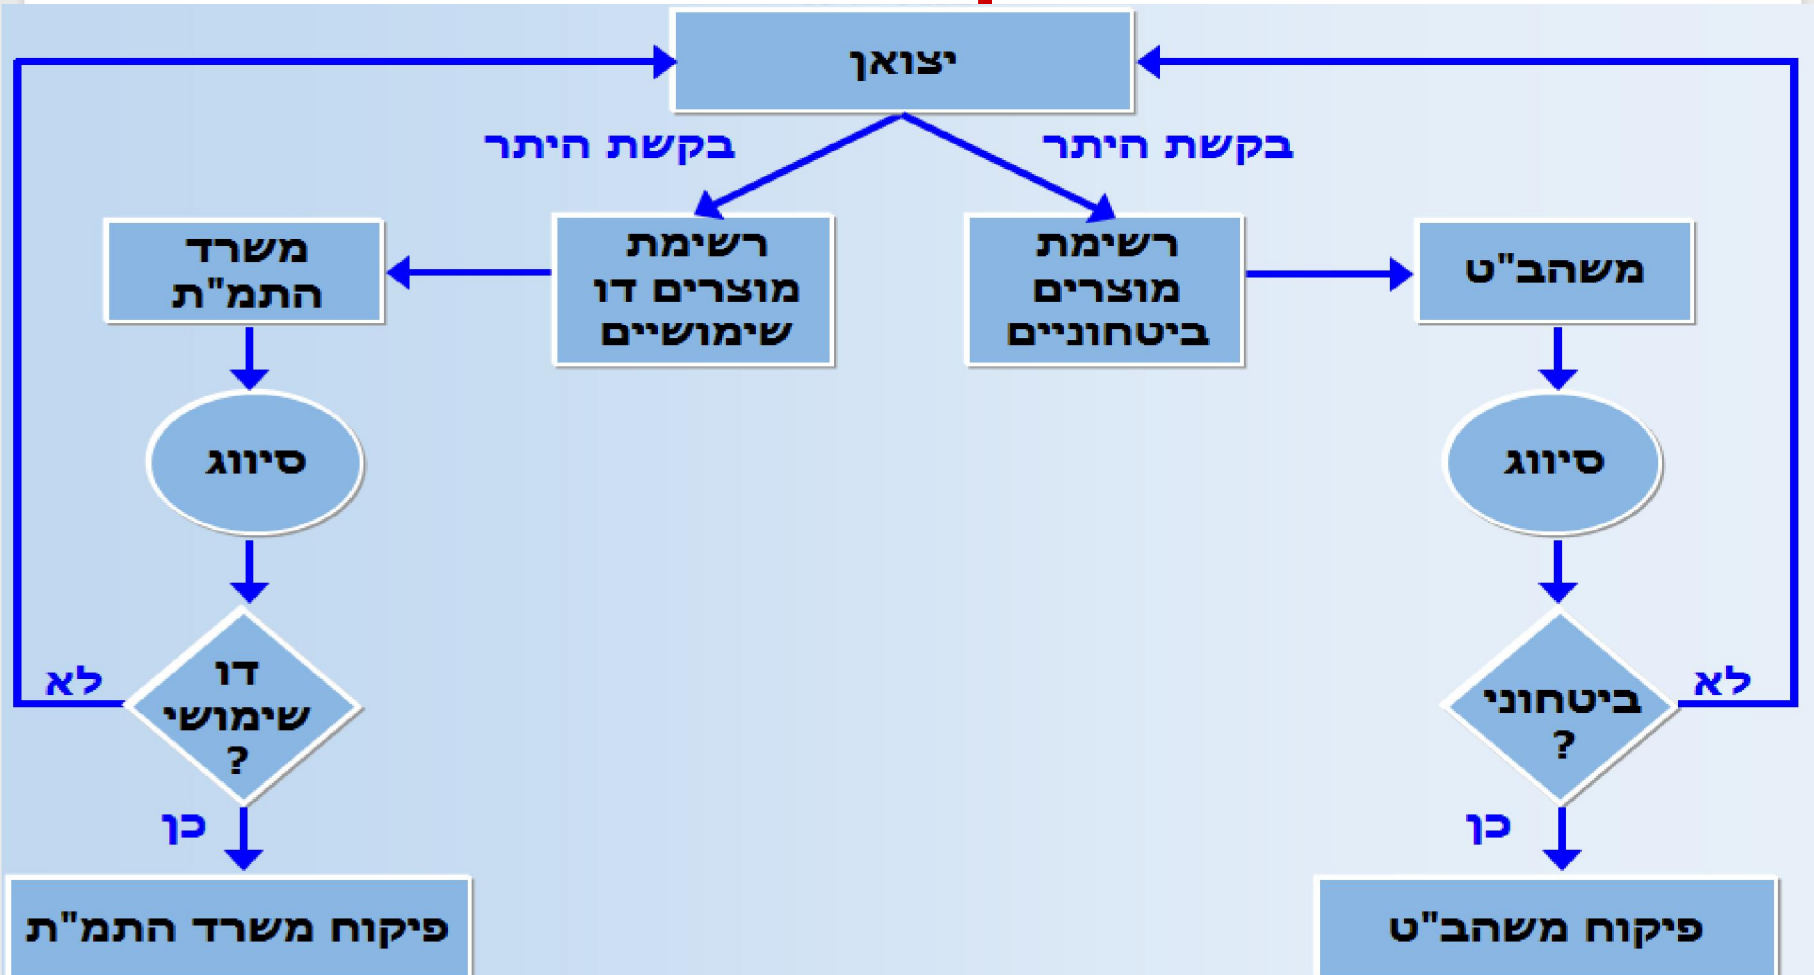 יצואן
בקשת היתר
בקשת היתר
משהב"ט
רשימת
מוצרים
ביטחוניים
רשימת
מוצרים דו
שימושיים
משרד
התמ"ת
סיווג
סיווג
ביטחוני
?
לא
דו
שימושי
?
לא
כן
כן
פיקוח משהב"ט
פיקוח משרד התמ"ת